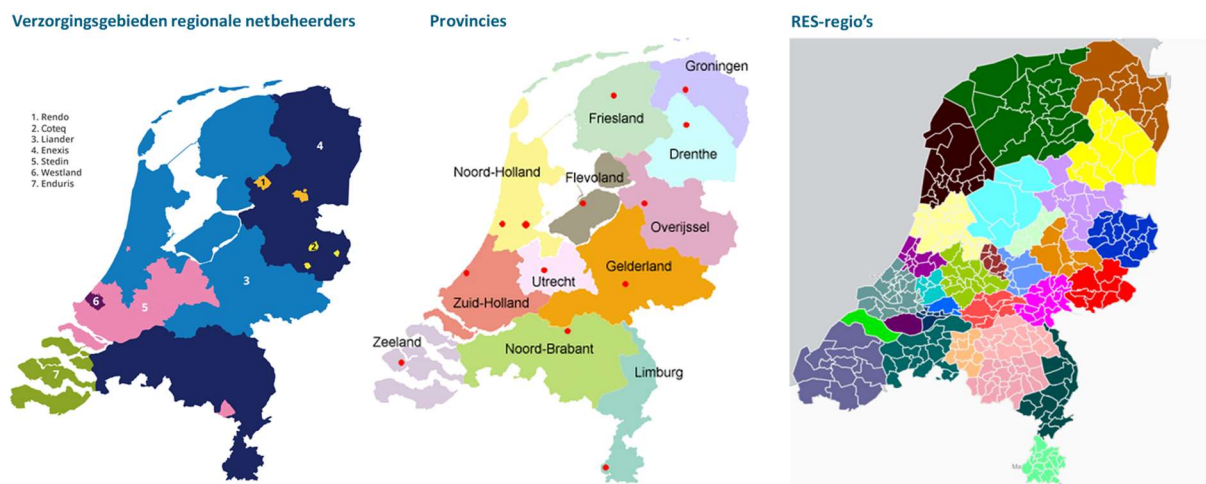 Verzorgingsgebieden regionale netbeheerders
Provincies
RES-regio's
1. Rendo
2. Coteq
3. Liander
4. Enexis
5. Stedin
6. Westland
7. Enduris
4
1
2
3
6
5
7
Groningen
Friesland
Drenthe
Noord-Holland
Flevoland
Overijssel
Gelderland
Utrecht
Zuid-Holland
Zeeland
Noord-Brabant
Limburg
Ma